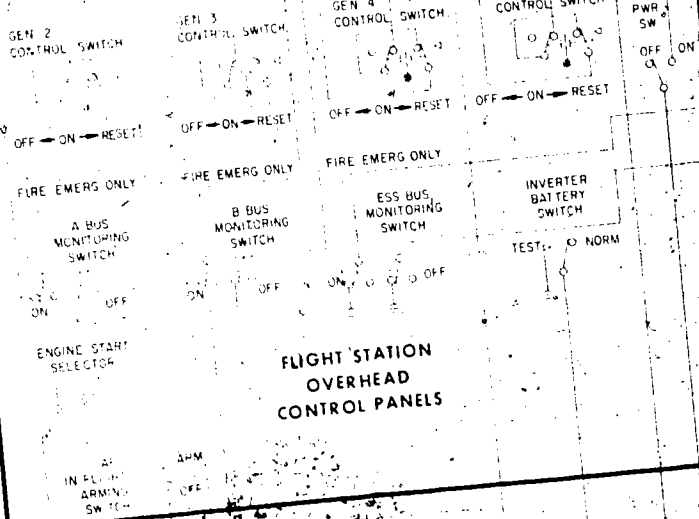 GEN 2
CONTROL SWITCH
GEN 3
CONTROL SWITCH
GEN 4
CONTROL SWITCH
CONTROL SWITCH
PWR
SW
OFF ON
OFF ON RESET
OFF ON RESET
OFF ON RESET
OFF ON RESET
FIRE EMERG ONLY
FIRE EMERG ONLY
FIRE EMERG ONLY
A BUS
MONITORING
SWITCH
B BUS
MONITORING
SWITCH
ESS BUS
MONITORING
SWITCH
INVERTER
BATTERY
SWITCH
ON OFF
ON OFF
ON OFF
TEST NORM
ENGINE START
SELECTOR
FLIGHT STATION
OVERHEAD
CONTROL PANELS
IN FLIGHT
ARMING
SWITCH
ARM
OFF